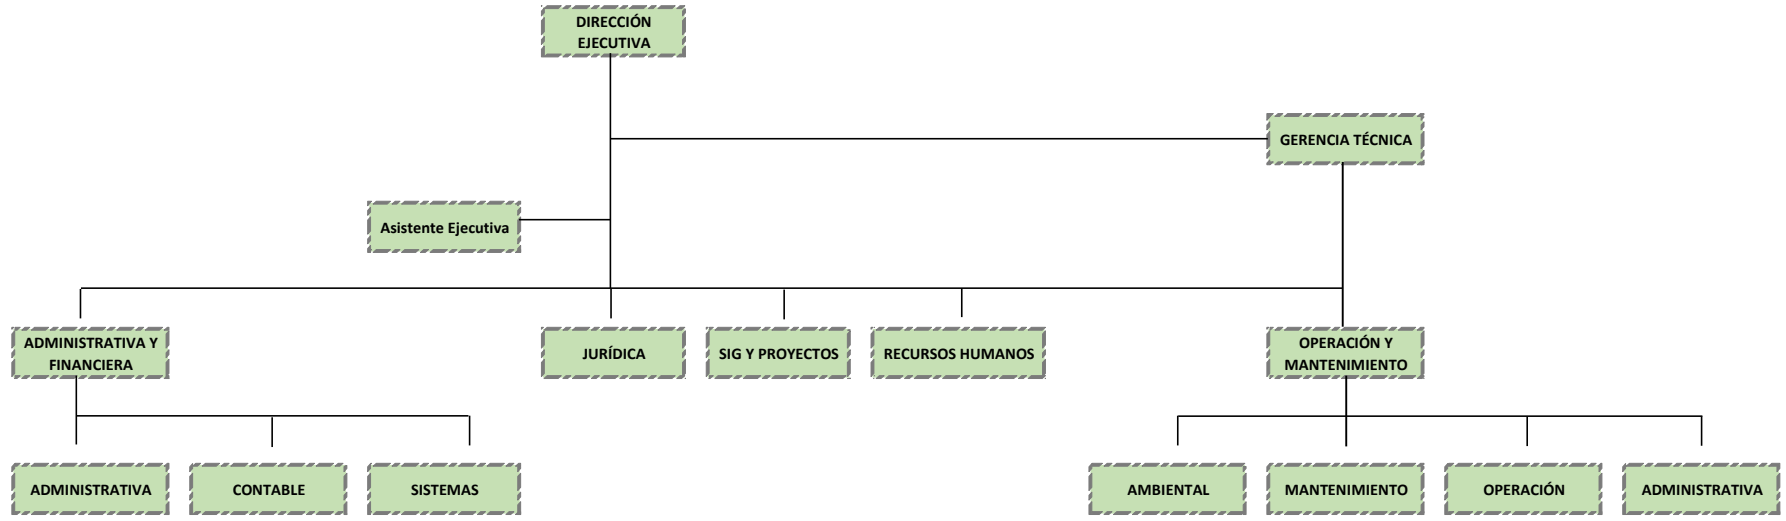 DIRECCIÓN
EJECUTIVA
GERENCIA TÉCNICA
Asistente Ejecutiva
ADMINISTRATIVA Y
FINANCIERA
JURÍDICA
SIG Y PROYECTOS
RECURSOS HUMANOS
OPERACIÓN Y
MANTENIMIENTO
ADMINISTRATIVA
CONTABLE
SISTEMAS
AMBIENTAL
MANTENIMIENTO
OPERACIÓN
ADMINISTRATIVA